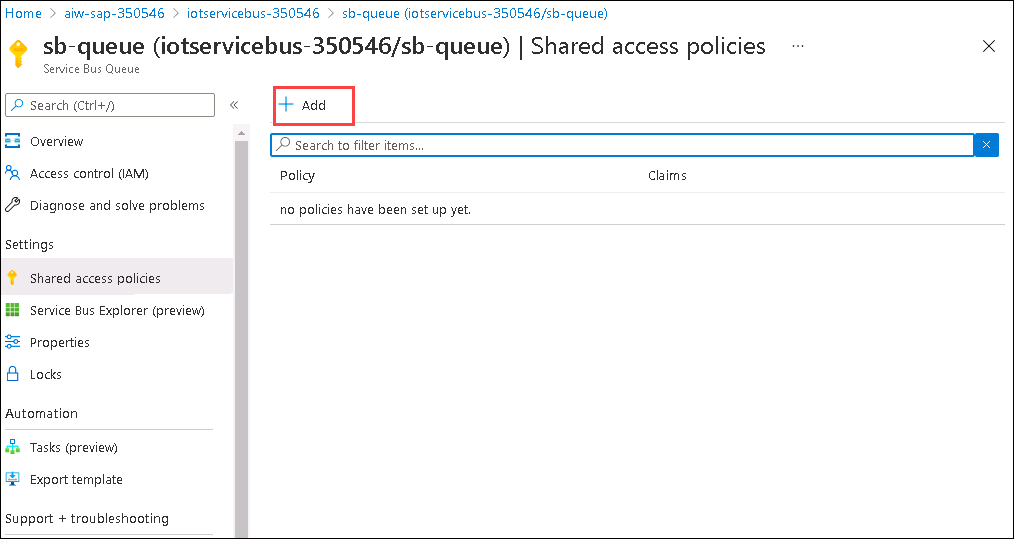 Home > aiw-sap-350546 > iotservicebus-350546 > sb-queue (iotservicebus-350546/sb-queue)
sb-queue (iotservicebus-350546/sb-queue) | Shared access policies ...
Service Bus Queue
Search (Ctrl+/)
«
Add
Overview
Search to filter items...
Access control (IAM)
Policy Claims
Diagnose and solve problems
no policies have been set up yet.
Settings
Shared access policies
Service Bus Explorer (preview)
Properties
Locks
Automation
Tasks (preview)
Export template
Support + troubleshooting